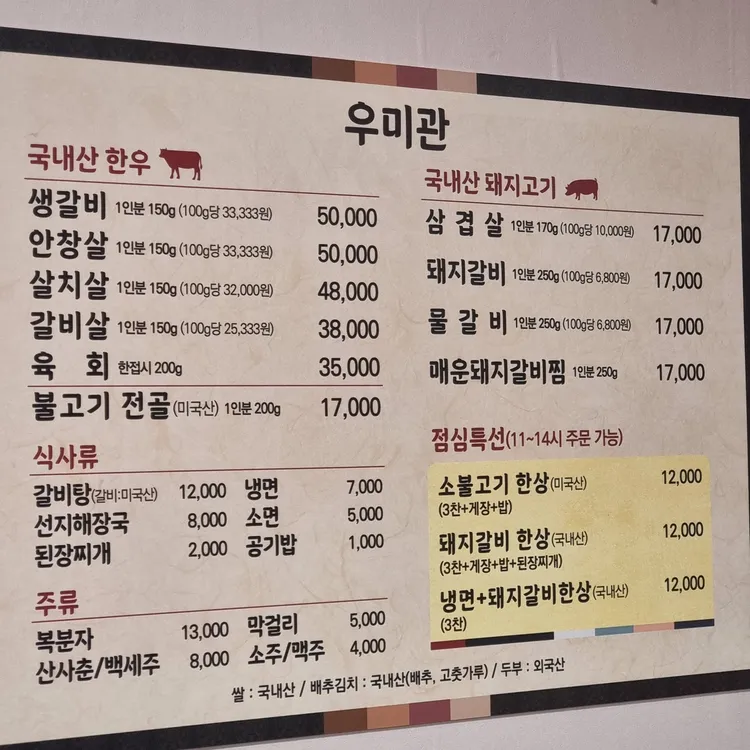 우미관
국내산 한우
생갈비 1인분 150g (100g당 33,333원) 50,000
안창살 1인분 150g (100g당 33,333원) 50,000
살치살 1인분 150g (100g당 32,000원) 48,000
갈비살 1인분 150g (100g당 25,333원) 38,000
육 회 한접시 200g 35,000
불고기 전골(미국산) 1인분 200g 17,000
식사류
갈비탕(갈비:미국산) 12,000 냉면 7,000
선지해장국 8,000 소면 5,000
된장찌개 2,000 공기밥 1,000
주류
복분자 13,000 막걸리 5,000
산사춘/백세주 8,000 소주/맥주 4,000
국내산 돼지고기
삼 겹 살 1인분 170g (100g당 10,000원) 17,000
돼지갈비 1인분 250g (100g당 6,800원) 17,000
물 갈 비 1인분 250g (100g당 6,800원) 17,000
매운돼지갈비찜 1인분 250g 17,000
점심특선(11~14시 주문 가능)
소불고기 한상(미국산) 12,000
(3찬+게장+밥)
돼지갈비 한상(국내산) 12,000
(3찬+게장+밥+된장찌개)
냉면+돼지갈비한상(국내산) 12,000
(3찬)
쌀 : 국내산 / 배추김치 : 국내산(배추, 고춧가루) / 두부 : 외국산